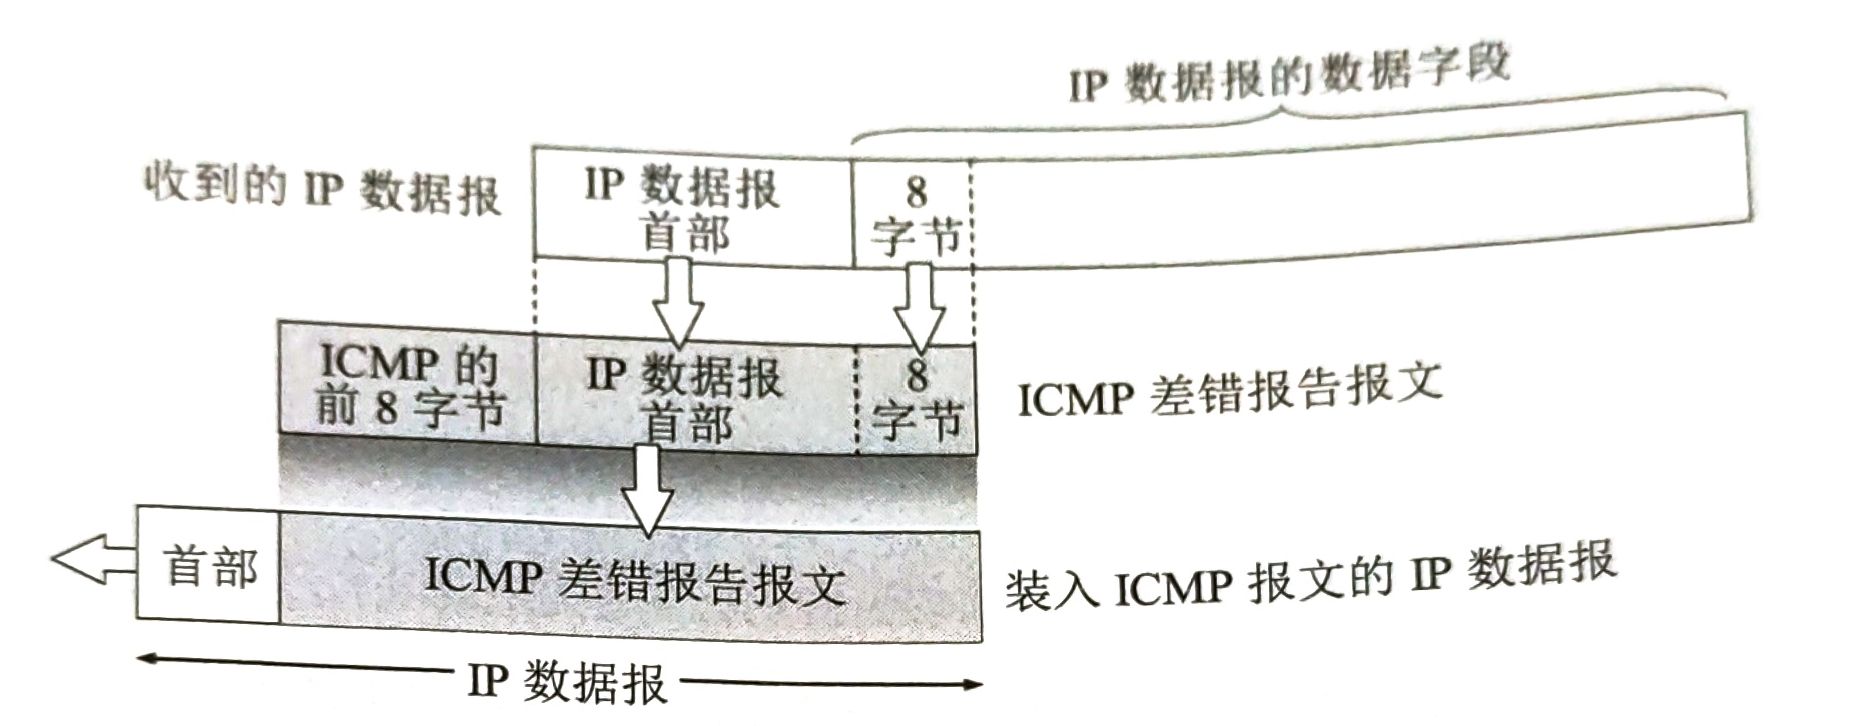 IP 数据报的数据字段
收到的 IP 数据报
IP 数据报
首部
8
字节
ICMP 的
前 8 字节
IP 数据报
首部
8
字节
ICMP 差错报告报文
首部
ICMP 差错报告报文
装入 ICMP 报文的 IP 数据报
IP 数据报